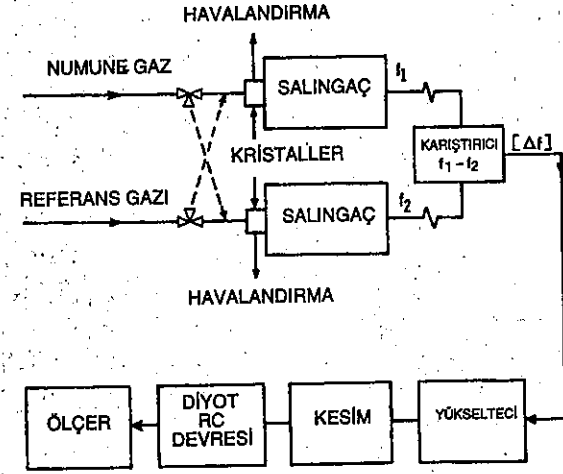 HAVALANDIRMA
NUMUNE GAZ
SALINGAÇ
f1
KRİSTALLER
KARIŞTIRICI
f1 – f2
[Δf]
REFERANS GAZI
SALINGAÇ
f2
HAVALANDIRMA
ÖLÇER
DİYOT
RC
DEVRESİ
KESİM
YÜKSELTECİ